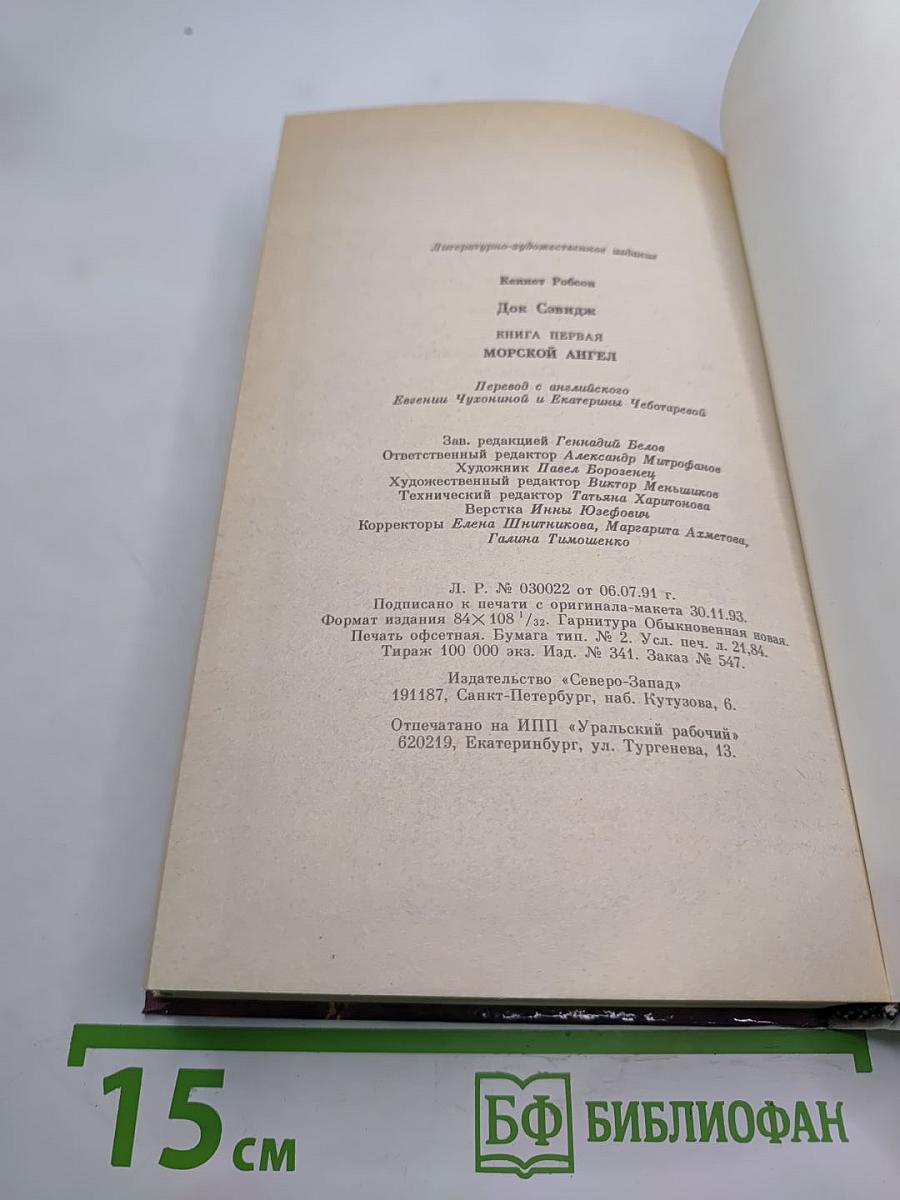 Литературно-художественное издание
Кеннет Робсон
Док Сэвидж
КНИГА ПЕРВАЯ
МОРСКОЙ АНГЕЛ
Перевод с английского
Евгении Чухониной и Екатерины Чеботаревой
Зав. редакцией Геннадий Белов
Ответственный редактор Александр Митрофанов
Художник Павел Борозенец
Художественный редактор Виктор Меньшиков
Технический редактор Татьяна Харитонова
Верстка Инны Юзефович
Корректоры Елена Шнитникова, Маргарита Ахметова,
Галина Тимошенко
Л. Р. № 030022 от 06.07.91 г.
Подписано к печати с оригинала-макета 30.11.93.
Формат издания 84×108 1/32. Гарнитура Обыкновенная новая.
Печать офсетная. Бумага тип. № 2. Усл. печ. л. 21,84.
Тираж 100 000 экз. Изд. № 341. Заказ № 547.
Издательство «Северо-Запад»
191187, Санкт-Петербург, наб. Кутузова, 6.
Отпечатано на ИПП «Уральский рабочий»
620219, Екатеринбург, ул. Тургенева, 13.
15 см
БФ БИБЛИОФАН